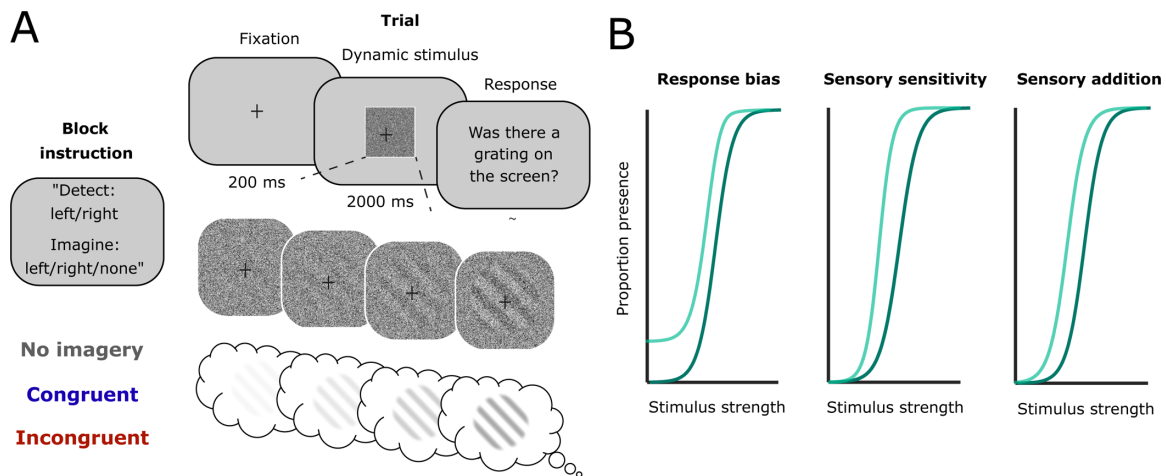 A
Trial
Fixation
Dynamic stimulus
Response
Was there a
grating on
the screen?
200 ms
2000 ms
~
Block
instruction
"Detect:
left/right
Imagine:
left/right/none"
No imagery
Congruent
Incongruent
B
Response bias
Sensory sensitivity
Sensory addition
Proportion presence
Stimulus strength
Stimulus strength
Stimulus strength